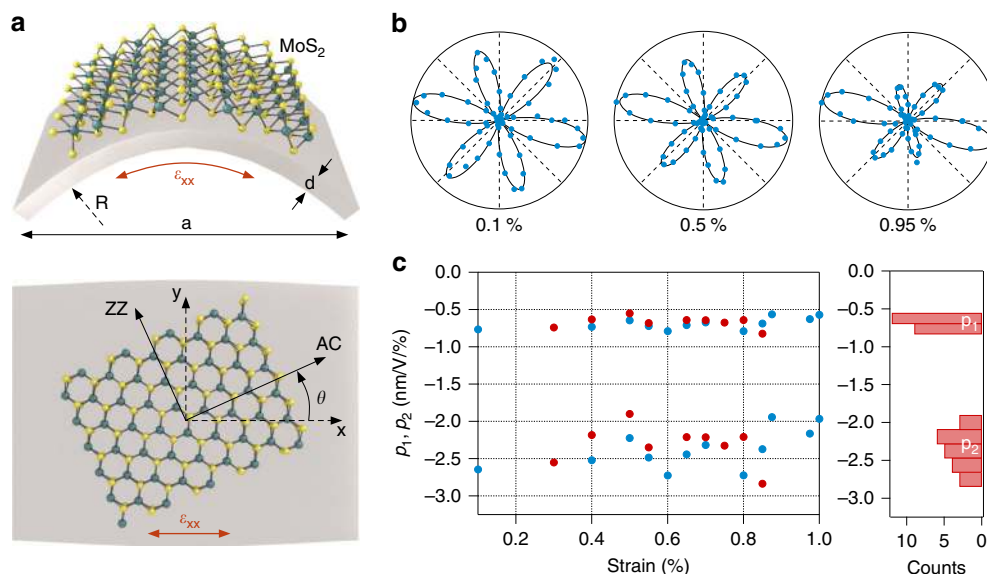 a
MoS2
εxx
d
R
a
ZZ
y
AC
θ
x
εxx
b
0.1 %
0.5 %
0.95 %
c
p1, p2 (nm/V/%)
0.0
−0.5
−1.0
−1.5
−2.0
−2.5
−3.0
0.2
0.4
0.6
0.8
1.0
Strain (%)
0.0
−0.5
−1.0
−1.5
−2.0
−2.5
−3.0
p1
p2
10
5
0
Counts